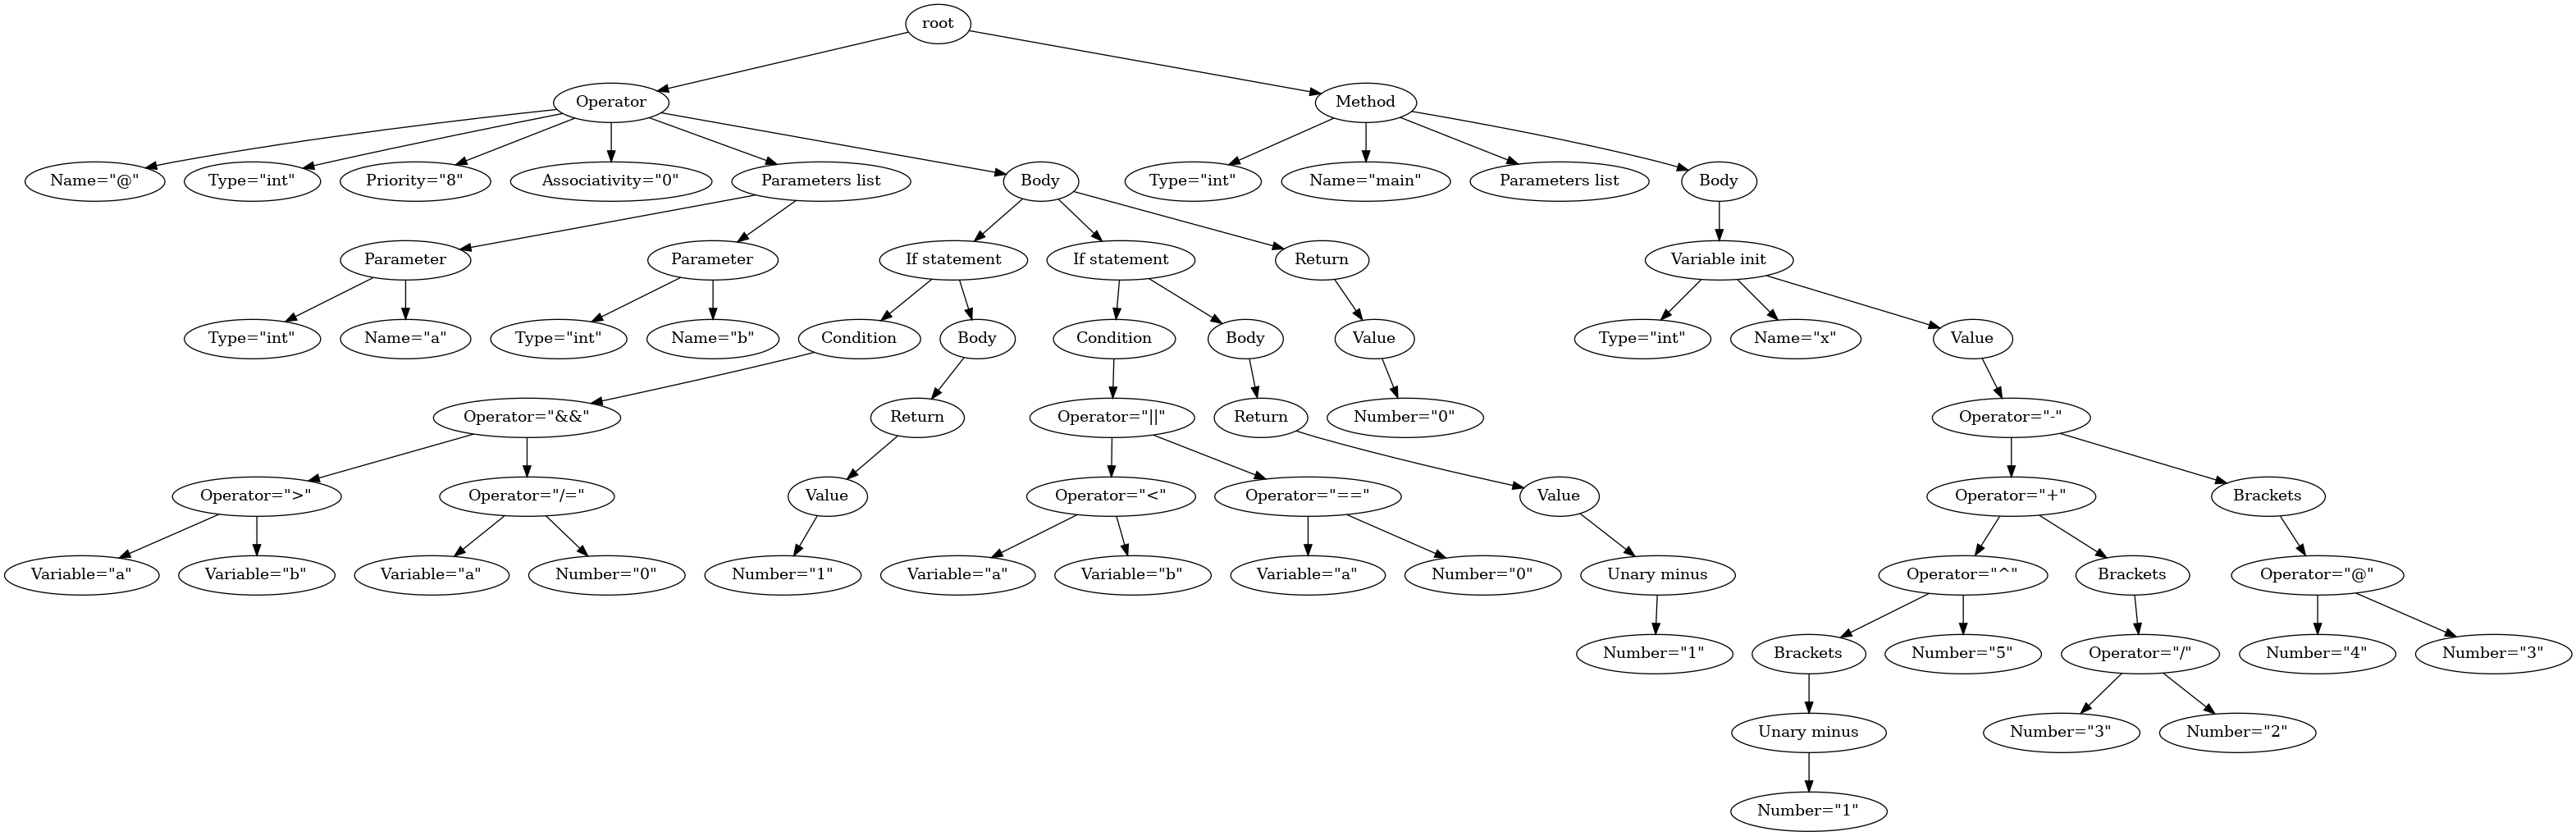 root
Operator
Method
Name="@"
Type="int"
Priority="8"
Associativity="0"
Parameters list
Body
Type="int"
Name="main"
Parameters list
Body
Parameter
Parameter
If statement
If statement
Return
Variable init
Type="int"
Name="a"
Type="int"
Name="b"
Condition
Body
Condition
Body
Value
Type="int"
Name="x"
Value
Operator="&&"
Return
Operator="||"
Return
Number="0"
Operator="-"
Operator=">"
Operator="/="
Value
Operator="<"
Operator="=="
Value
Operator="+"
Brackets
Variable="a"
Variable="b"
Variable="a"
Number="0"
Number="1"
Variable="a"
Variable="b"
Variable="a"
Number="0"
Unary minus
Operator="^"
Brackets
Operator="@"
Number="1"
Brackets
Number="5"
Operator="/"
Number="4"
Number="3"
Unary minus
Number="3"
Number="2"
Number="1"